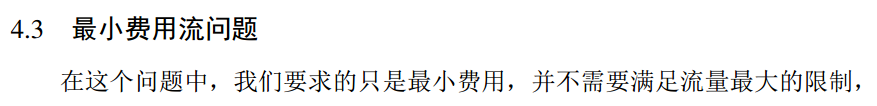 4.3 最小费用流问题
在这个问题中，我们要求的只是最小费用，并不需要满足流量最大的限制，